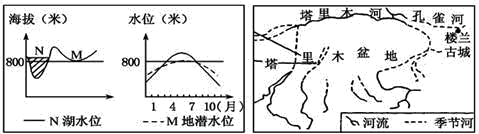 海拔(米)
N
M
800
N湖水位
水位(米)
800
1 4 7 10(月)
M地潜水位
塔里木河
孔雀河
楼兰
古城
塔里木盆地
河流
季节河